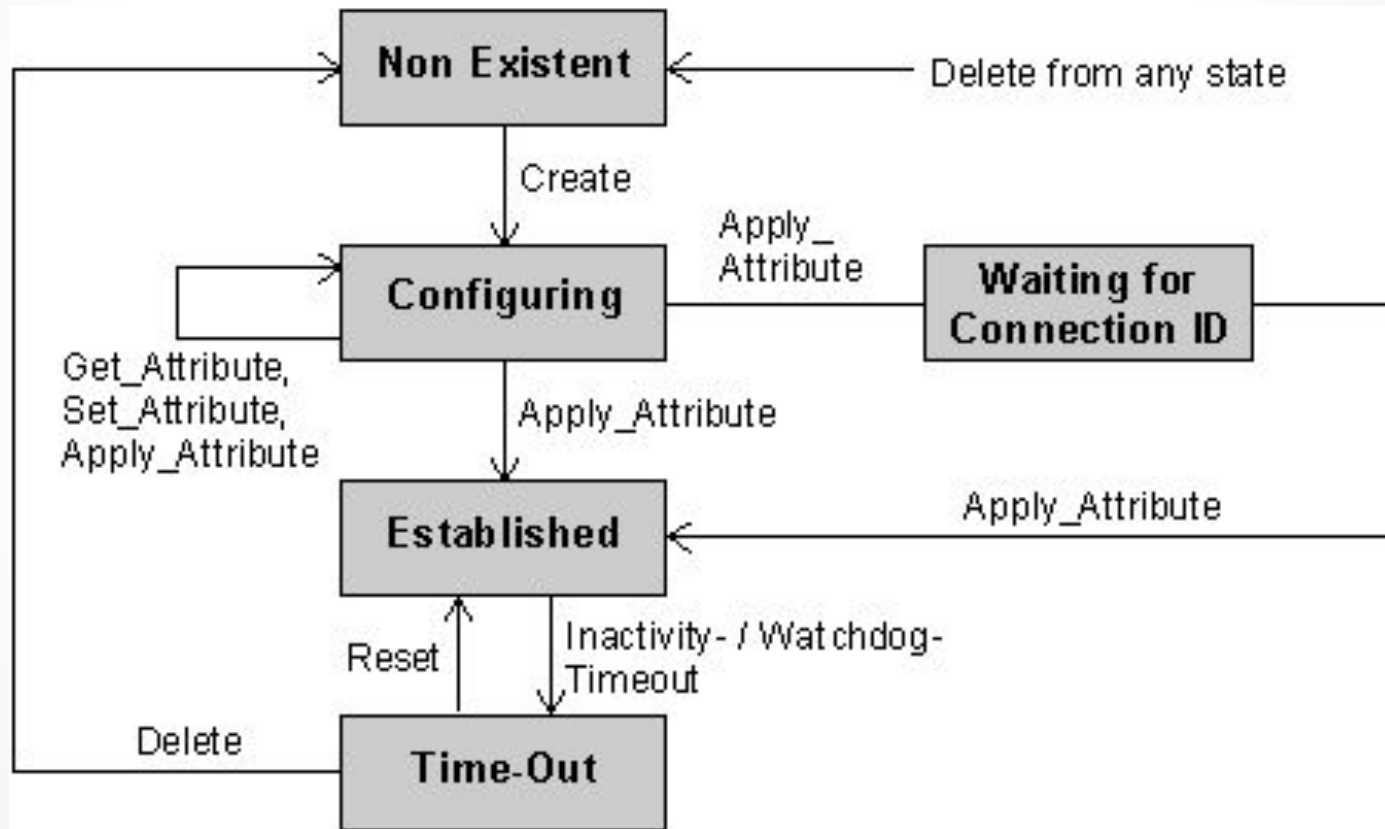 Non Existent
Delete from any state
Create
Apply_
Attribute
Configuring
Waiting for
Connection ID
Get_Attribute,
Set_Attribute,
Apply_Attribute
Apply_Attribute
Established
Apply_Attribute
Reset
Inactivity- / Watchdog-
Timeout
Delete
Time-Out